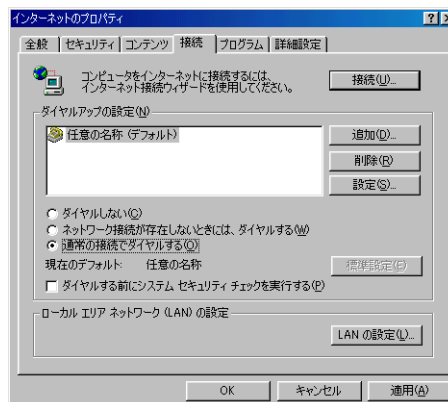 インターネットのプロパティ
全般 セキュリティ コンテンツ 接続 プログラム 詳細設定
コンピュータをインターネットに接続するには、
インターネット接続ウィザードを使用してください。
接続(U)...
ダイヤルアップの設定(N)
任意の名称 (デフォルト)
追加(D)...
削除(R)
設定(S)...
ダイヤルしない(C)
ネットワーク接続が存在しないときには、ダイヤルする(W)
通常の接続でダイヤルする(O)
現在のデフォルト: 任意の名称
標準設定(E)
ダイヤルする前にシステム セキュリティ チェックを実行する(P)
ローカル エリア ネットワーク (LAN) の設定
LAN の設定(L)...
OK キャンセル 適用(A)